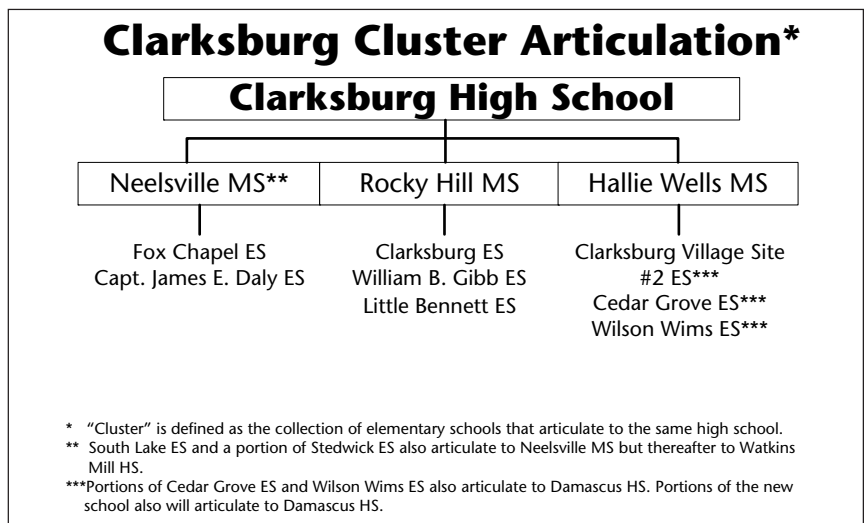 Clarksburg Cluster Articulation*
Clarksburg High School
Neelsville MS**
Rocky Hill MS
Hallie Wells MS
Fox Chapel ES
Capt. James E. Daly ES
Clarksburg ES
William B. Gibb ES
Little Bennett ES
Clarksburg Village Site
#2 ES***
Cedar Grove ES***
Wilson Wims ES***
* “Cluster” is defined as the collection of elementary schools that articulate to the same high school.
** South Lake ES and a portion of Stedwick ES also articulate to Neelsville MS but thereafter to Watkins
Mill HS.
***Portions of Cedar Grove ES and Wilson Wims ES also articulate to Damascus HS. Portions of the new
school also will articulate to Damascus HS.